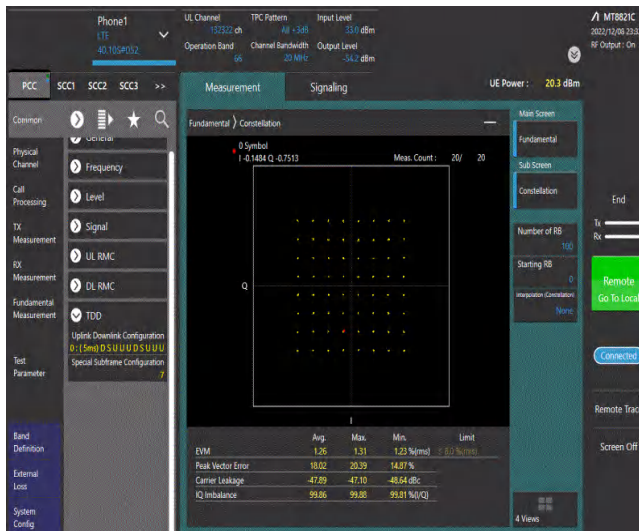 Phone1
LTE
UL Channel
132322 ch
TPC Pattern
All +3dB
Input Level
33.0 dBm
Operation Band
66
Channel Bandwidth
20 MHz
Output Level
-54.2 dBm
MT8821C
RF Output : On
PCC SCC1 SCC2 SCC3 >>
Measurement
Signaling
UE Power : 20.3 dBm
Common
Physical
Channel
Call
Processing
TX
Measurement
RX
Measurement
Fundamental
Measurement
Test
Parameter
Band
Definition
External
Loss
System
Config
General
Frequency
Level
Signal
UL RMC
DL RMC
TDD
Uplink Downlink Configuration
0 : ( 5ms) D S U U U D S U U U
Special Subframe Configuration
7
Fundamental ⟩ Constellation
0 Symbol
I -0.1484 Q -0.7513
Meas. Count : 20/ 20
Q
I
Avg. Max. Min. Limit
EVM 1.26 1.31 1.23 %(rms)
Peak Vector Error 18.02 20.39 14.87 %
Carrier Leakage -47.89 -47.10 -48.64 dBc
IQ Imbalance 99.86 99.88 99.81 %(I/Q)
Main Screen
Fundamental
Sub Screen
Constellation
Number of RB
100
Starting RB
0
Interpolation (Constellation)
None
4 Views
End
Tx
Rx
Remote
Go To Local
Connected
Remote Trac
Screen Off